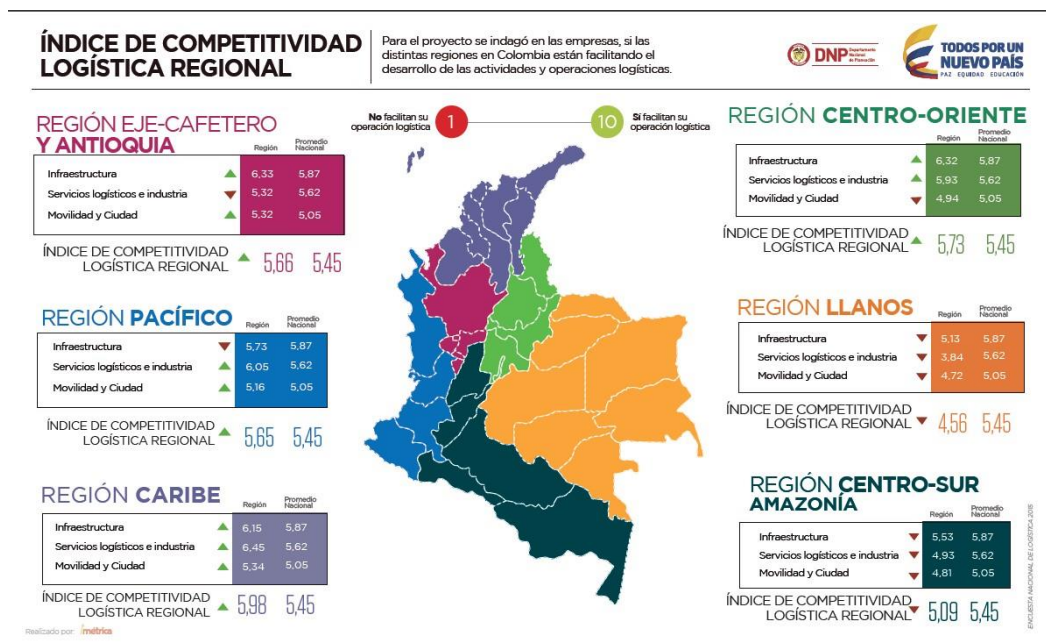 ÍNDICE DE COMPETITIVIDAD
LOGÍSTICA REGIONAL
Para el proyecto se indagó en las empresas, si las
distintas regiones en Colombia están facilitando el
desarrollo de las actividades y operaciones logísticas.
DNP Departamento
Nacional
de Planeación
TODOS POR UN
NUEVO PAÍS
PAZ EQUIDAD EDUCACIÓN
No facilitan su
operación logística
1
10
Sí facilitan su
operación logística
REGIÓN EJE-CAFETERO
Y ANTIOQUIA
Región Promedio
Nacional
Infraestructura 6,33 5,87
Servicios logísticos e industria 5,32 5,62
Movilidad y Ciudad 5,32 5,05
ÍNDICE DE COMPETITIVIDAD
LOGÍSTICA REGIONAL 5,66 5,45
REGIÓN PACÍFICO
Región Promedio
Nacional
Infraestructura 5,73 5,87
Servicios logísticos e industria 6,05 5,62
Movilidad y Ciudad 5,16 5,05
ÍNDICE DE COMPETITIVIDAD
LOGÍSTICA REGIONAL 5,65 5,45
REGIÓN CARIBE
Región Promedio
Nacional
Infraestructura 6,15 5,87
Servicios logísticos e industria 6,45 5,62
Movilidad y Ciudad 5,34 5,05
ÍNDICE DE COMPETITIVIDAD
LOGÍSTICA REGIONAL 5,98 5,45
REGIÓN CENTRO-ORIENTE
Región Promedio
Nacional
Infraestructura 6,32 5,87
Servicios logísticos e industria 5,93 5,62
Movilidad y Ciudad 4,94 5,05
ÍNDICE DE COMPETITIVIDAD
LOGÍSTICA REGIONAL 5,73 5,45
REGIÓN LLANOS
Región Promedio
Nacional
Infraestructura 5,13 5,87
Servicios logísticos e industria 3,84 5,62
Movilidad y Ciudad 4,72 5,05
ÍNDICE DE COMPETITIVIDAD
LOGÍSTICA REGIONAL 4,56 5,45
REGIÓN CENTRO-SUR
AMAZONÍA
Región Promedio
Nacional
Infraestructura 5,53 5,87
Servicios logísticos e industria 4,93 5,62
Movilidad y Ciudad 4,81 5,05
ÍNDICE DE COMPETITIVIDAD
LOGÍSTICA REGIONAL 5,09 5,45
ENCUESTA NACIONAL DE LOGÍSTICA 2015
Realizado por: ímétrica